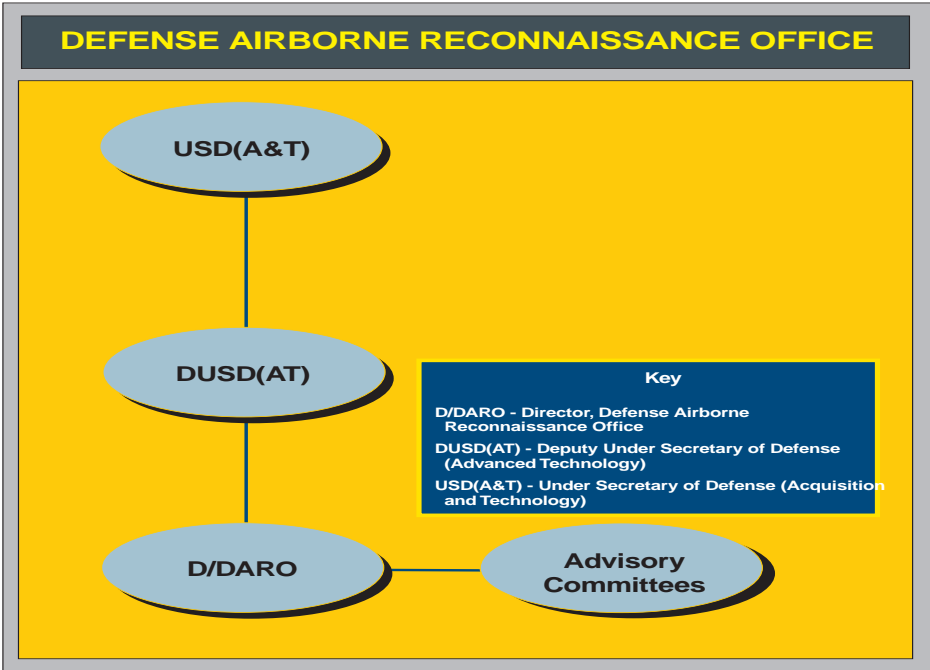 DEFENSE AIRBORNE RECONNAISSANCE OFFICE
USD(A&T)
DUSD(AT)
Key
D/DARO - Director, Defense Airborne
Reconnaissance Office
DUSD(AT) - Deputy Under Secretary of Defense
(Advanced Technology)
USD(A&T) - Under Secretary of Defense (Acquisition
and Technology)
D/DARO
Advisory
Committees